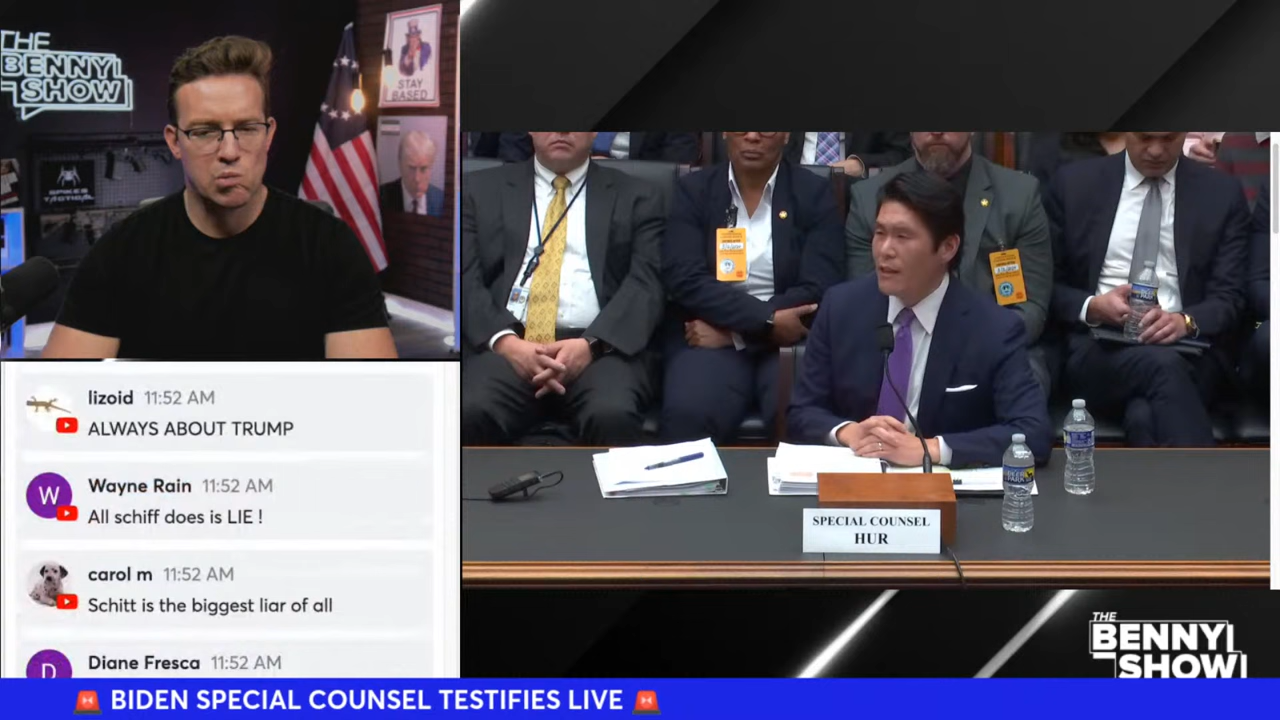 THE
BENNY
SHOW
STAY
BASED
SPIKE'S
TACTICAL
lizoid 11:52 AM
ALWAYS ABOUT TRUMP
W
Wayne Rain 11:52 AM
All schiff does is LIE !
carol m 11:52 AM
Schitt is the biggest liar of all
D
Diane Fresca 11:52 AM
SPECIAL COUNSEL
HUR
THE
BENNY
SHOW
🚨 BIDEN SPECIAL COUNSEL TESTIFIES LIVE 🚨